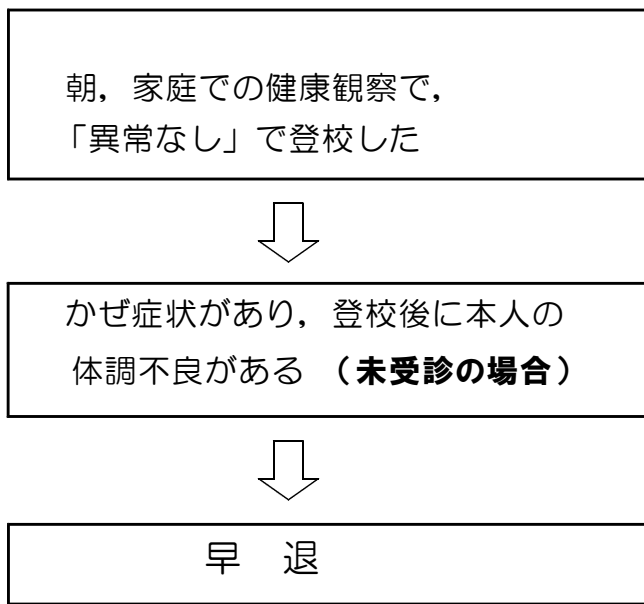 朝，家庭での健康観察で，
「異常なし」で登校した
かぜ症状があり，登校後に本人の
体調不良がある （未受診の場合）
早　退